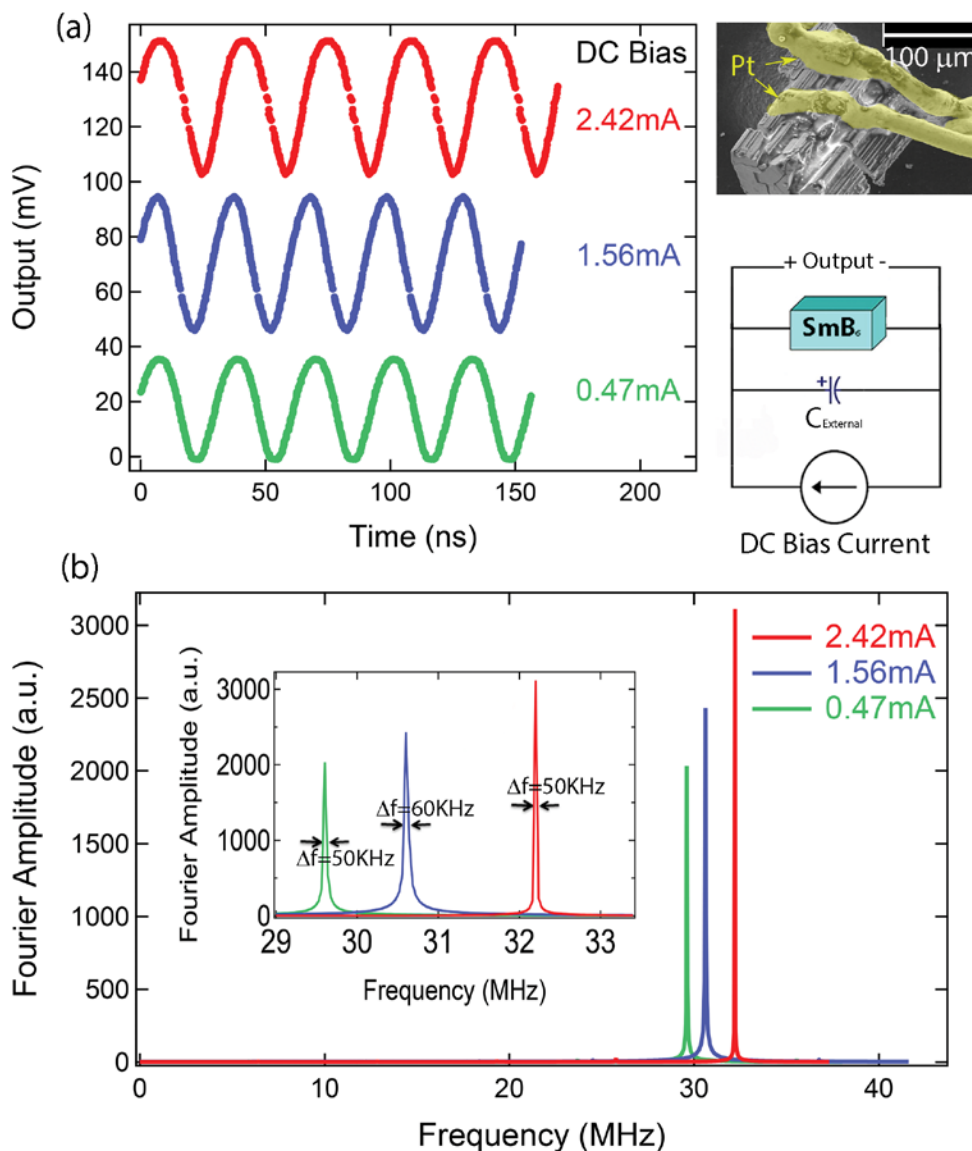 (a)
DC Bias
2.42mA
1.56mA
0.47mA
140
120
100
80
60
40
20
0
Output (mV)
0
50
100
150
200
Time (ns)
Pt
100 μm
+ Output -
SmB₆
+
C External
DC Bias Current
(b)
3000
2500
2000
1500
1000
500
0
Fourier Amplitude (a.u.)
0
10
20
30
40
Frequency (MHz)
2.42mA
1.56mA
0.47mA
3000
2000
1000
0
Fourier Amplitude (a.u.)
Δf=50KHz
Δf=60KHz
Δf=50KHz
29
30
31
32
33
Frequency (MHz)